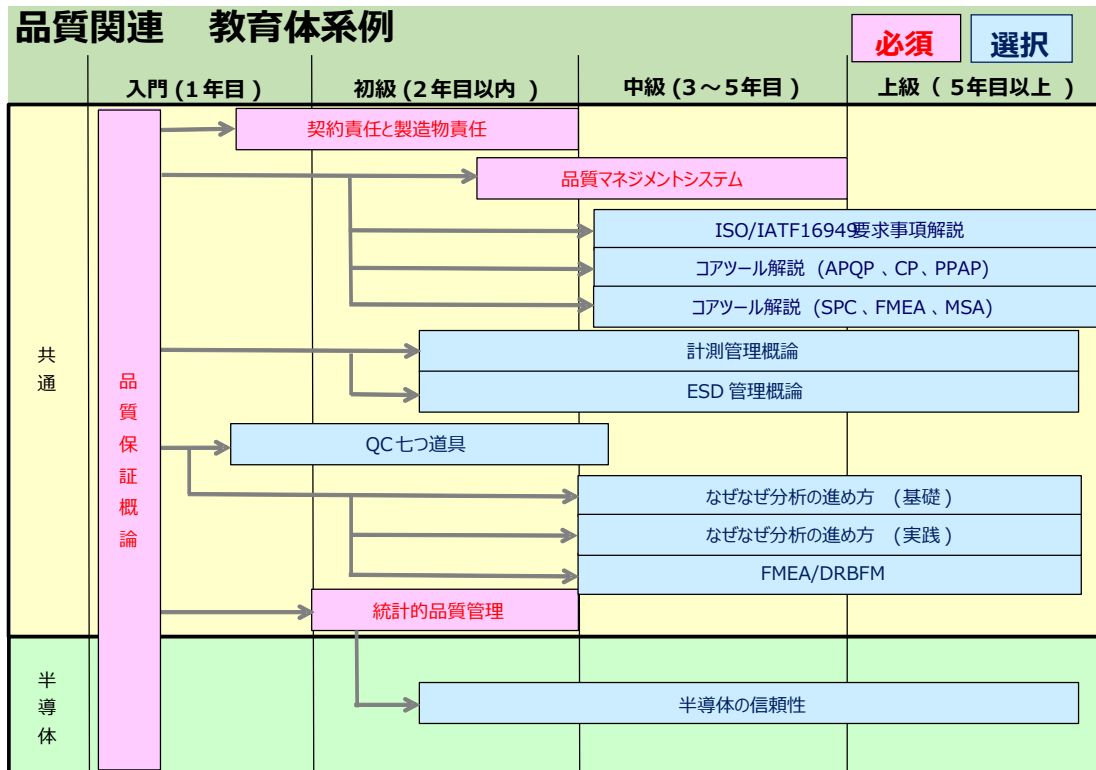 品質関連 教育体系例
必須
選択
入門 (1年目 )
初級 (2年目以内 )
中級 (3～5年目 )
上級 ( 5年目以上 )
共通
品質保証概論
契約責任と製造物責任
品質マネジメントシステム
ISO/IATF16949要求事項解説
コアツール解説 (APQP 、CP、PPAP)
コアツール解説 (SPC 、FMEA 、MSA)
計測管理概論
ESD 管理概論
QC七つ道具
なぜなぜ分析の進め方 (基礎 )
なぜなぜ分析の進め方 (実践 )
FMEA/DRBFM
統計的品質管理
半導体
半導体の信頼性